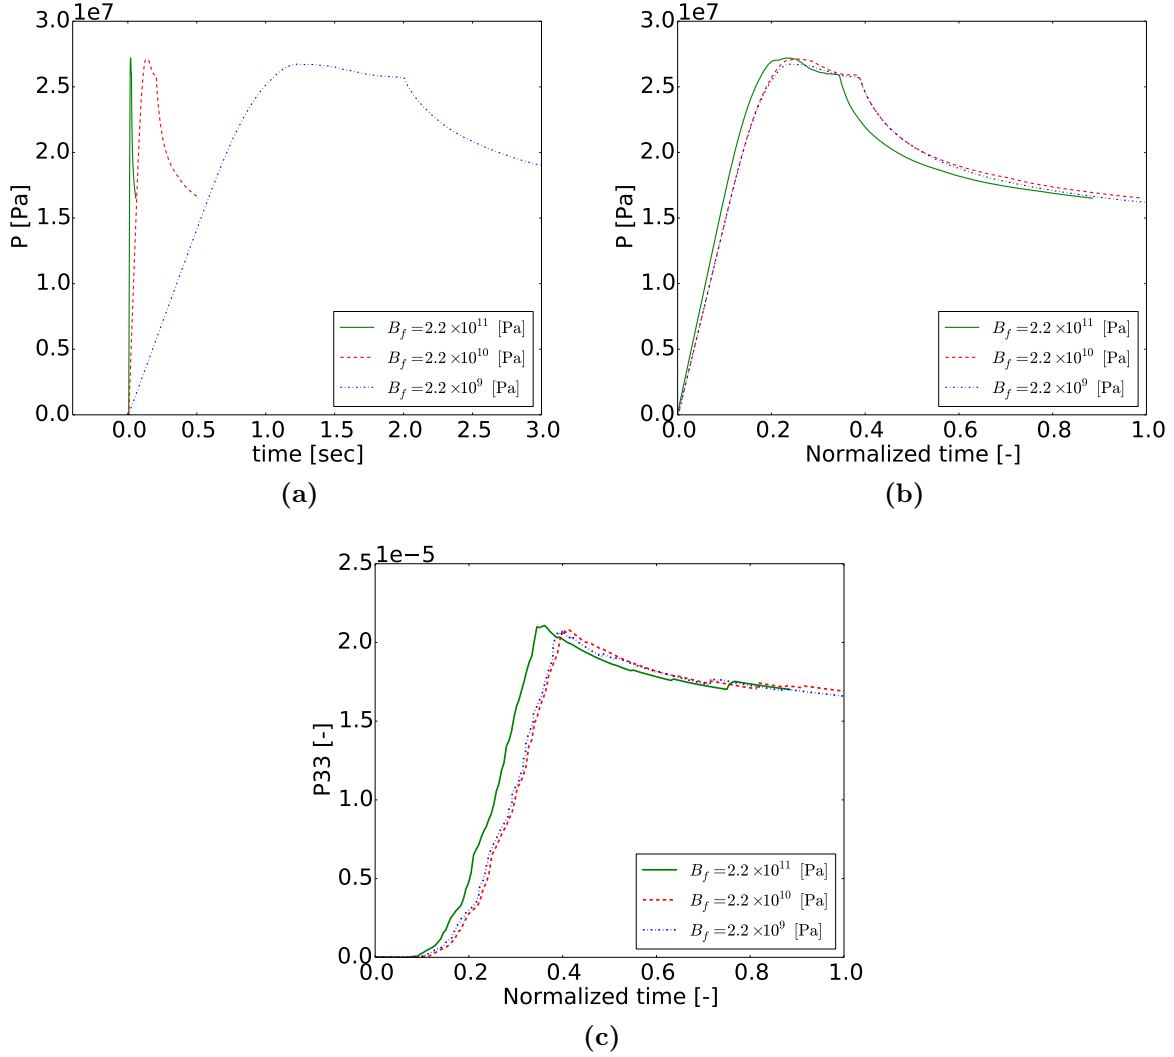 1e7
3.0
2.5
2.0
1.5
1.0
0.5
0.0
P [Pa]
0.0 0.5 1.0 1.5 2.0 2.5 3.0
time [sec]
B_f = 2.2 × 10^11 [Pa]
B_f = 2.2 × 10^10 [Pa]
B_f = 2.2 × 10^9 [Pa]
(a)
1e7
3.0
2.5
2.0
1.5
1.0
0.5
0.0
P [Pa]
0.0 0.2 0.4 0.6 0.8 1.0
Normalized time [-]
B_f = 2.2 × 10^11 [Pa]
B_f = 2.2 × 10^10 [Pa]
B_f = 2.2 × 10^9 [Pa]
(b)
1e−5
2.5
2.0
1.5
1.0
0.5
0.0
P33 [-]
0.0 0.2 0.4 0.6 0.8 1.0
Normalized time [-]
B_f = 2.2 × 10^11 [Pa]
B_f = 2.2 × 10^10 [Pa]
B_f = 2.2 × 10^9 [Pa]
(c)